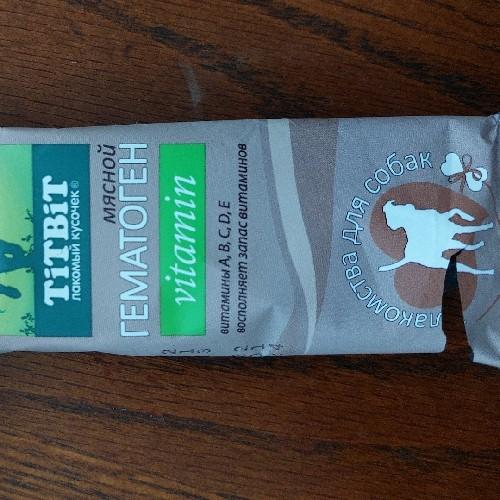 TiTBiT
лакомый кусочек®
мясной
ГЕМАТОГЕН
vitamin
витамины A, B, C, D, E
восполняет запас витаминов
лакомства для собак